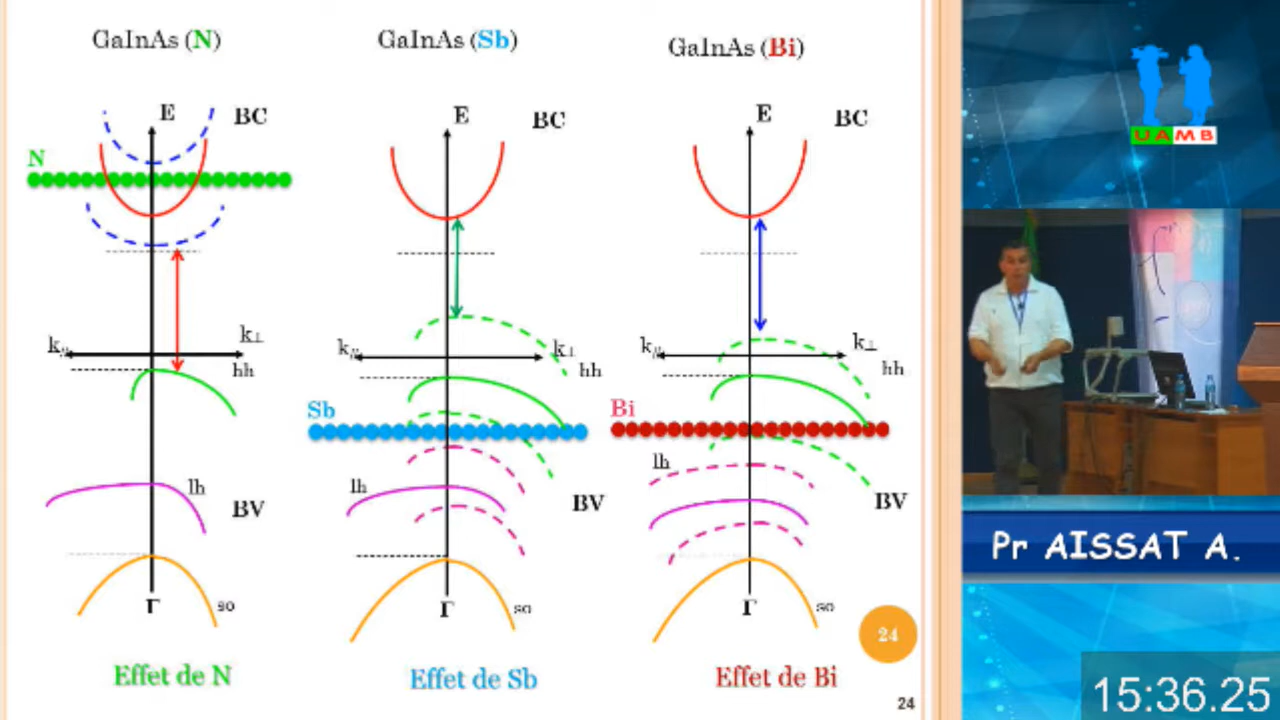 GaInAs (N)
E
BC
N
k//
k⊥
hh
lh
BV
Γ
so
Effet de N
GaInAs (Sb)
E
BC
k//
k⊥
hh
Sb
lh
BV
Γ
so
Effet de Sb
GaInAs (Bi)
E
BC
k//
k⊥
hh
Bi
lh
BV
Γ
so
Effet de Bi
24
24
UAMB
Pr AISSAT A.
15:36.25